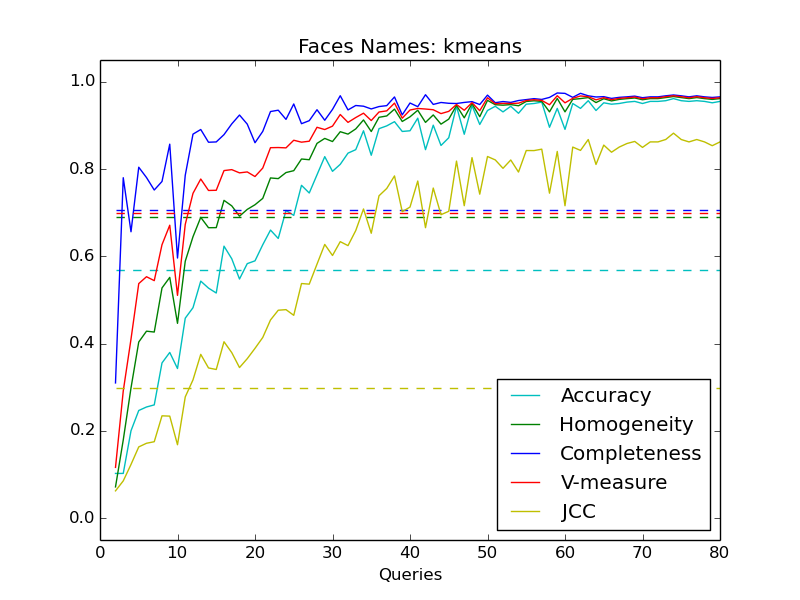 Faces Names: kmeans
1.0
0.8
0.6
0.4
0.2
0.0
Accuracy
Homogeneity
Completeness
V-measure
JCC
0 10 20 30 40 50 60 70 80
Queries